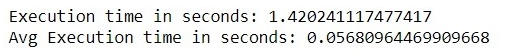 Execution time in seconds: 1.420241117477417
Avg Execution time in seconds: 0.05680964469909668